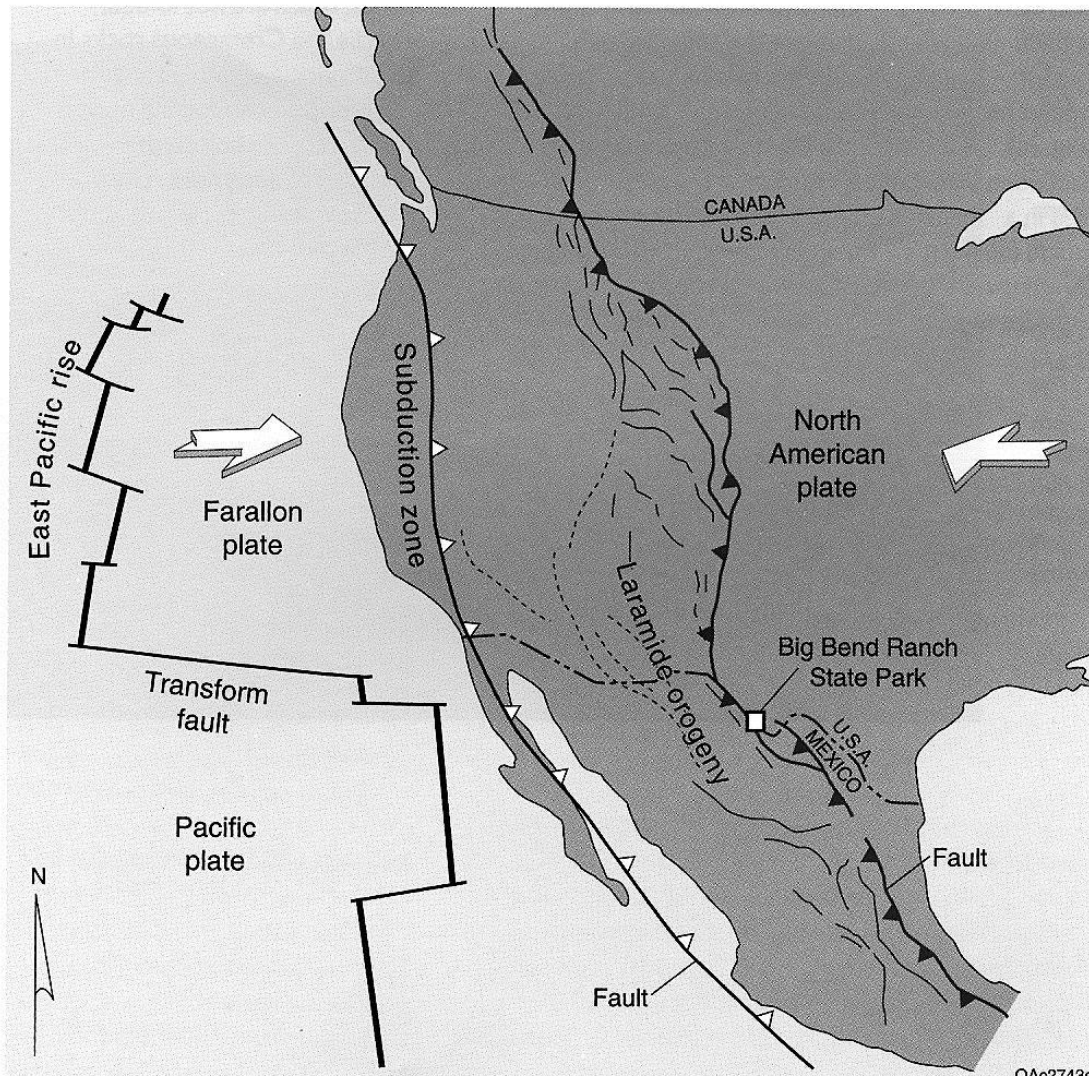 CANADA
U.S.A.
East Pacific rise
Subduction zone
Farallon
plate
North
American
plate
Laramide orogeny
Big Bend Ranch
State Park
Transform
fault
U.S.A.
MEXICO
Pacific
plate
Fault
N
Fault